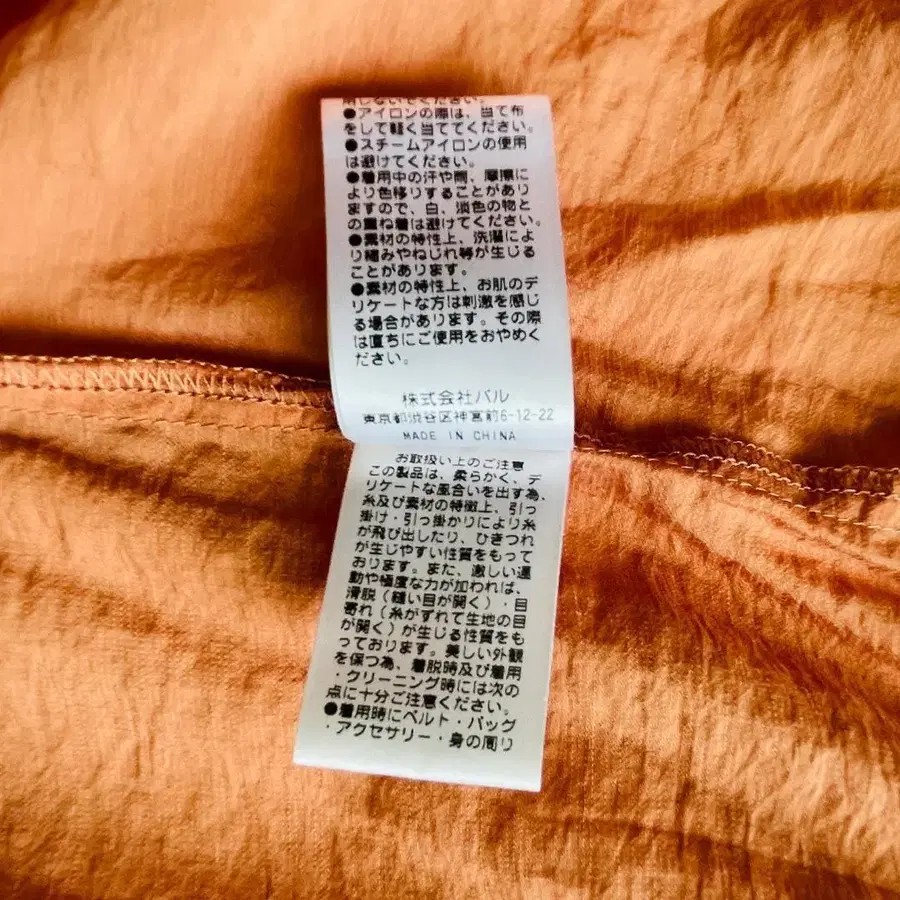 用しないでください。
●アイロンの際は、当て布
をして軽く当ててください。
●スチームアイロンの使用
は避けてください。
●着用中の汗や雨、摩擦に
より色移りすることがあり
ますので、白、淡色の物と
の重ね着は避けてください。
●素材の特性上、洗濯によ
り縮みやねじれ等が生じる
ことがあります。
●素材の特性上、お肌のデ
リケートな方は刺激を感じ
る場合があります。その際
は直ちにご使用をおやめく
ださい。
株式会社パル
東京都渋谷区神宮前6-12-22
MADE IN CHINA
お取扱い上のご注意
この製品は、柔らかく、デ
リケートな風合いを出す為、
糸及び素材の特徴上、引っ
掛け・引っ掛かりにより糸
が飛び出したり、ひきつれ
が生じやすい性質をもって
おります。また、激しい運
動や極度な力が加われば、
滑脱（縫い目が開く）・目
寄れ（糸がずれて生地の目
が開く）が生じる性質をも
っております。美しい外観
を保つ為、着脱時及び着用
・クリーニング時には次の
点に十分ご注意ください。
●着用時にベルト・バッグ
・アクセサリー・身の周り